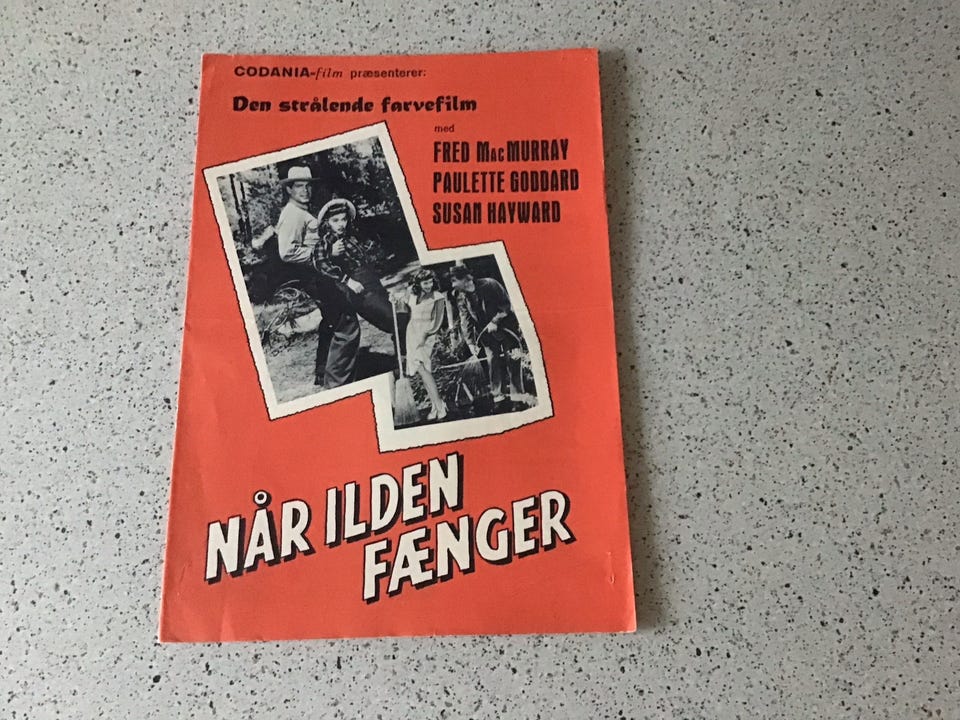 CODANIA-film præsenterer:
Den strålende farvefilm
med
FRED MacMURRAY
PAULETTE GODDARD
SUSAN HAYWARD
NÅR ILDEN
FÆNGER